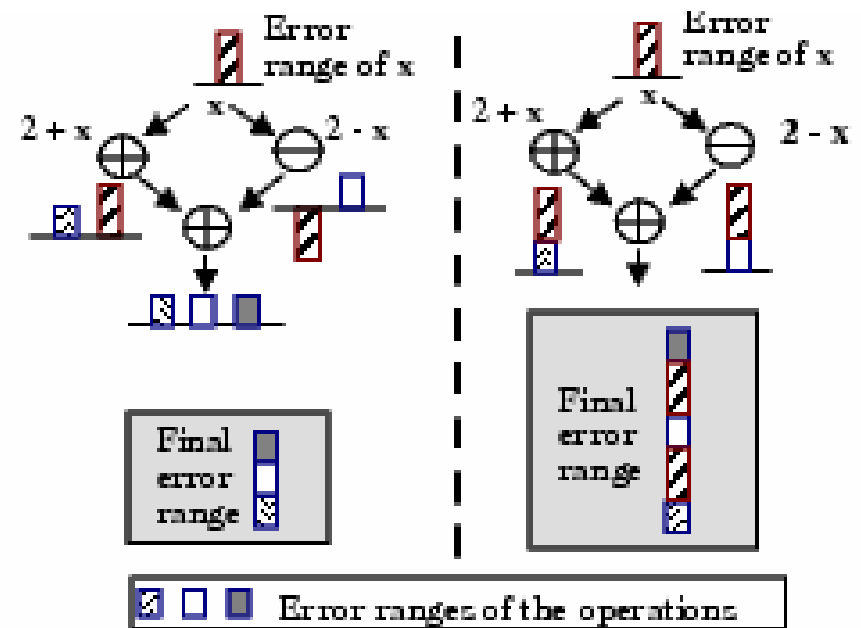 Error
range of x
x
2 + x
2 - x
Final
error
range
Error
range of x
x
2 + x
2 - x
Final
error
range
Error ranges of the operations